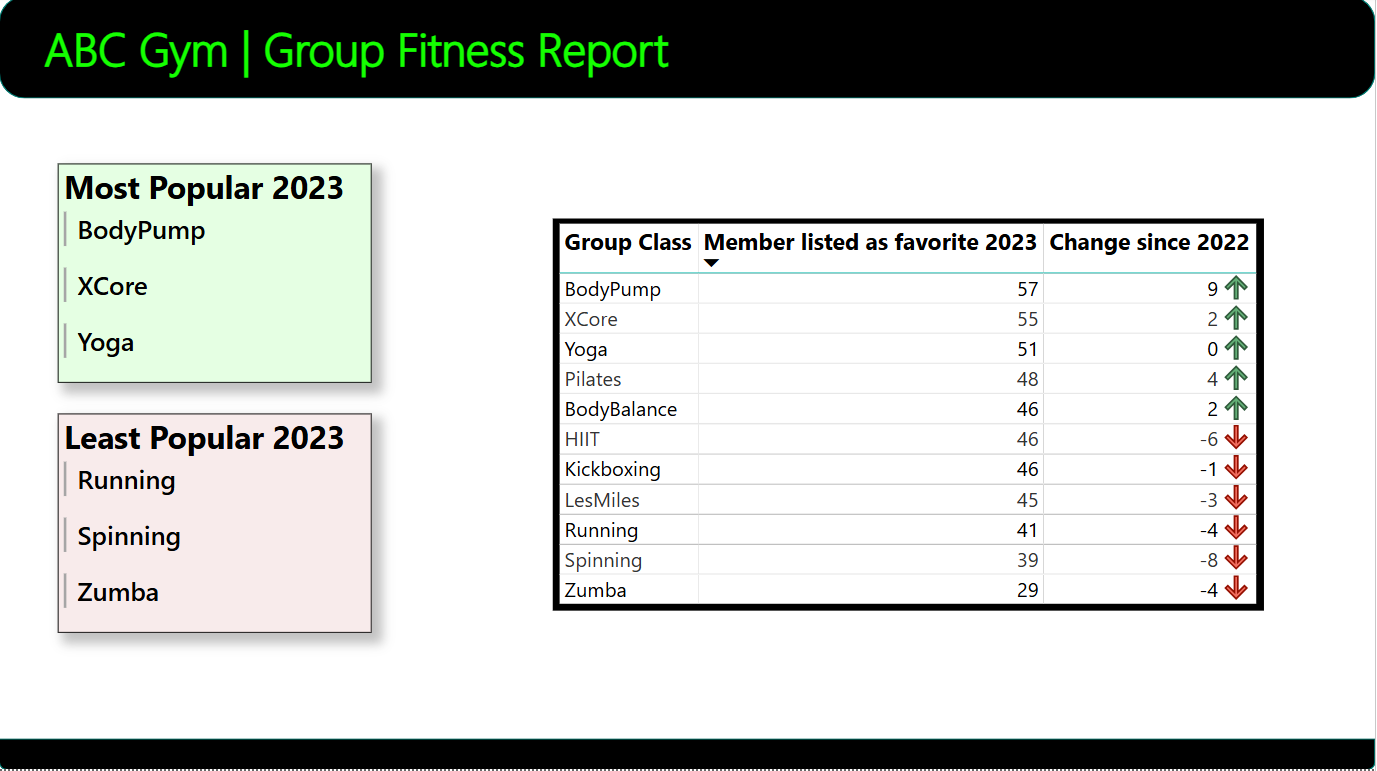 ABC Gym | Group Fitness Report
Most Popular 2023
BodyPump
XCore
Yoga
Least Popular 2023
Running
Spinning
Zumba
Group Class Member listed as favorite 2023 Change since 2022
BodyPump 57 9
XCore 55 2
Yoga 51 0
Pilates 48 4
BodyBalance 46 2
HIIT 46 -6
Kickboxing 46 -1
LesMiles 45 -3
Running 41 -4
Spinning 39 -8
Zumba 29 -4